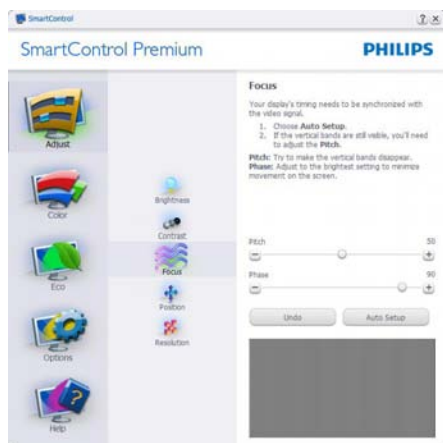 SmartControl
SmartControl Premium
PHILIPS
Adjust
Color
Eco
Options
Help
Brightness
Contrast
Focus
Position
Resolution
Focus
Your display's timing needs to be synchronized with
the video signal.
1. Choose Auto Setup.
2. If the vertical bands are still visible, you'll need
to adjust the Pitch.
Pitch: Try to make the vertical bands disappear.
Phase: Adjust to the brightest setting to minimize
movement on the screen.
Pitch 50
Phase 90
Undo Auto Setup